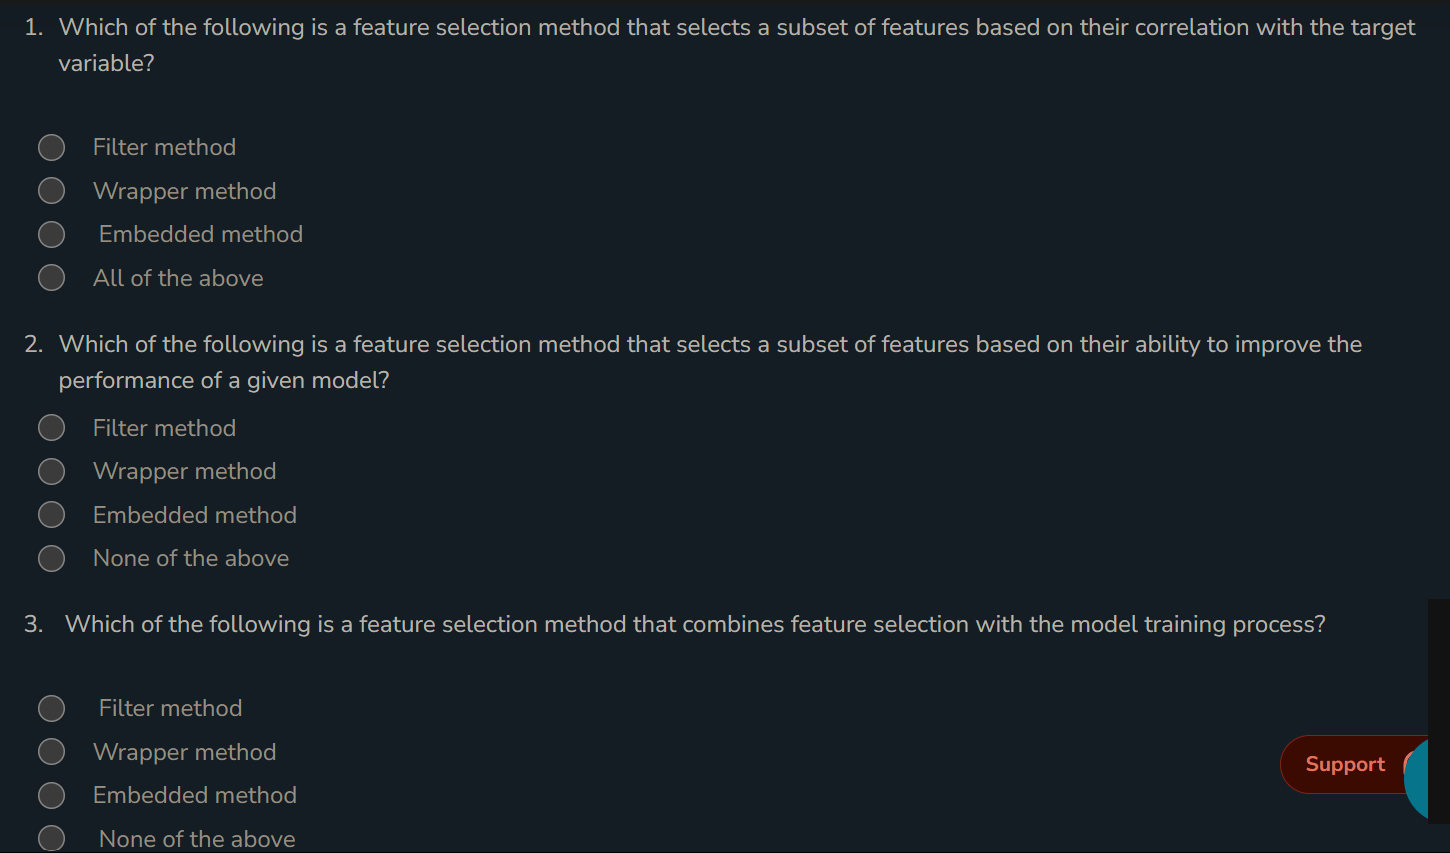 1. Which of the following is a feature selection method that selects a subset of features based on their correlation with the target
variable?
Filter method
Wrapper method
Embedded method
All of the above
2. Which of the following is a feature selection method that selects a subset of features based on their ability to improve the
performance of a given model?
Filter method
Wrapper method
Embedded method
None of the above
3. Which of the following is a feature selection method that combines feature selection with the model training process?
Filter method
Wrapper method
Support
Embedded method
None of the above